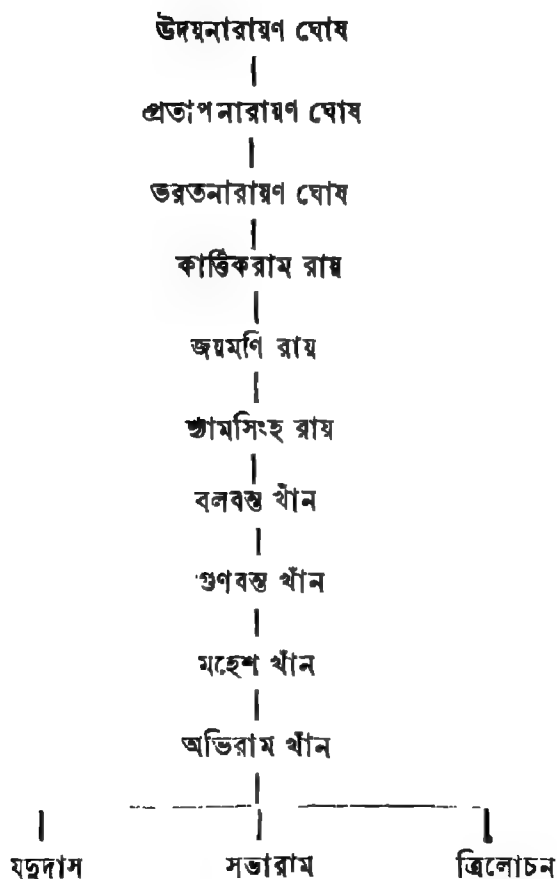 উদয়নারায়ণ ঘোষ
প্রতাপনারায়ণ ঘোষ
ভরতনারায়ণ ঘোষ
কার্ত্তিকরাম রায়
জয়মণি রায়
শ্যামসিংহ রায়
বলবন্ত খাঁন
গুণবন্ত খাঁন
মহেশ খাঁন
অভিরাম খাঁন
যদুদাস সভারাম ত্রিলোচন